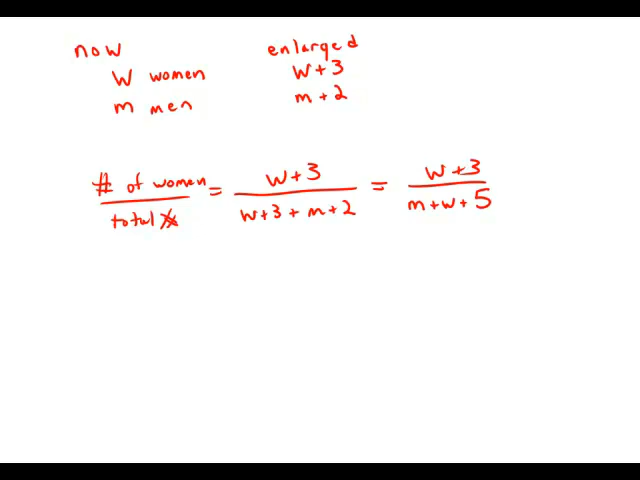 now enlarged
W women W+3
m men m+2
# of women / total = W+3 / W+3+m+2 = W+3 / m+w+5